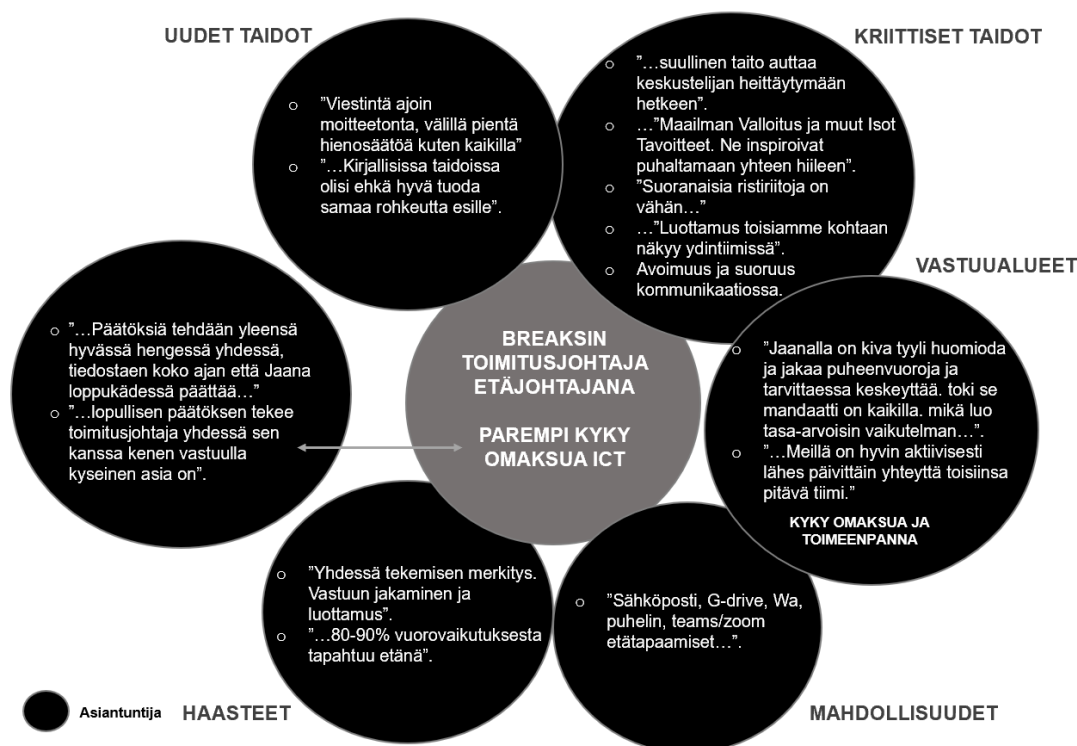 UUDET TAIDOT
KRIITTISET TAIDOT
o "Viestintä ajoin
moitteetonta, välillä pientä
hienosäätöä kuten kaikilla"
o "…Kirjallisissa taidoissa
olisi ehkä hyvä tuoda
samaa rohkeutta esille".
o "…suullinen taito auttaa
keskustelijan heittäytymään
hetkeen".
o …"Maailman Valloitus ja muut Isot
Tavoitteet. Ne inspiroivat
puhaltamaan yhteen hiileen".
o "Suoranaisia ristiriitoja on
vähän…"
o …"Luottamus toisiamme kohtaan
näkyy ydintiimissä".
o Avoimuus ja suoruus
kommunikaatiossa.
VASTUUALUEET
o "…Päätöksiä tehdään yleensä
hyvässä hengessä yhdessä,
tiedostaen koko ajan että Jaana
loppukädessä päättää…"
o "…lopullisen päätöksen tekee
toimitusjohtaja yhdessä sen
kanssa kenen vastuulla
kyseinen asia on".
BREAKSIN
TOIMITUSJOHTAJA
ETÄJOHTAJANA
PAREMPI KYKY
OMAKSUA ICT
o "Jaanalla on kiva tyyli huomioda
ja jakaa puheenvuoroja ja
tarvittaessa keskeyttää. toki se
mandaatti on kaikilla. mikä luo
tasa-arvoisin vaikutelman…".
o "…Meillä on hyvin aktiivisesti
lähes päivittäin yhteyttä toisiinsa
pitävä tiimi."
KYKY OMAKSUA JA
TOIMEENPANNA
o "Yhdessä tekemisen merkitys.
Vastuun jakaminen ja
luottamus".
o "…80-90% vuorovaikutuksesta
tapahtuu etänä".
o "Sähköposti, G-drive, Wa,
puhelin, teams/zoom
etätapaamiset…".
Asiantuntija
HAASTEET
MAHDOLLISUUDET